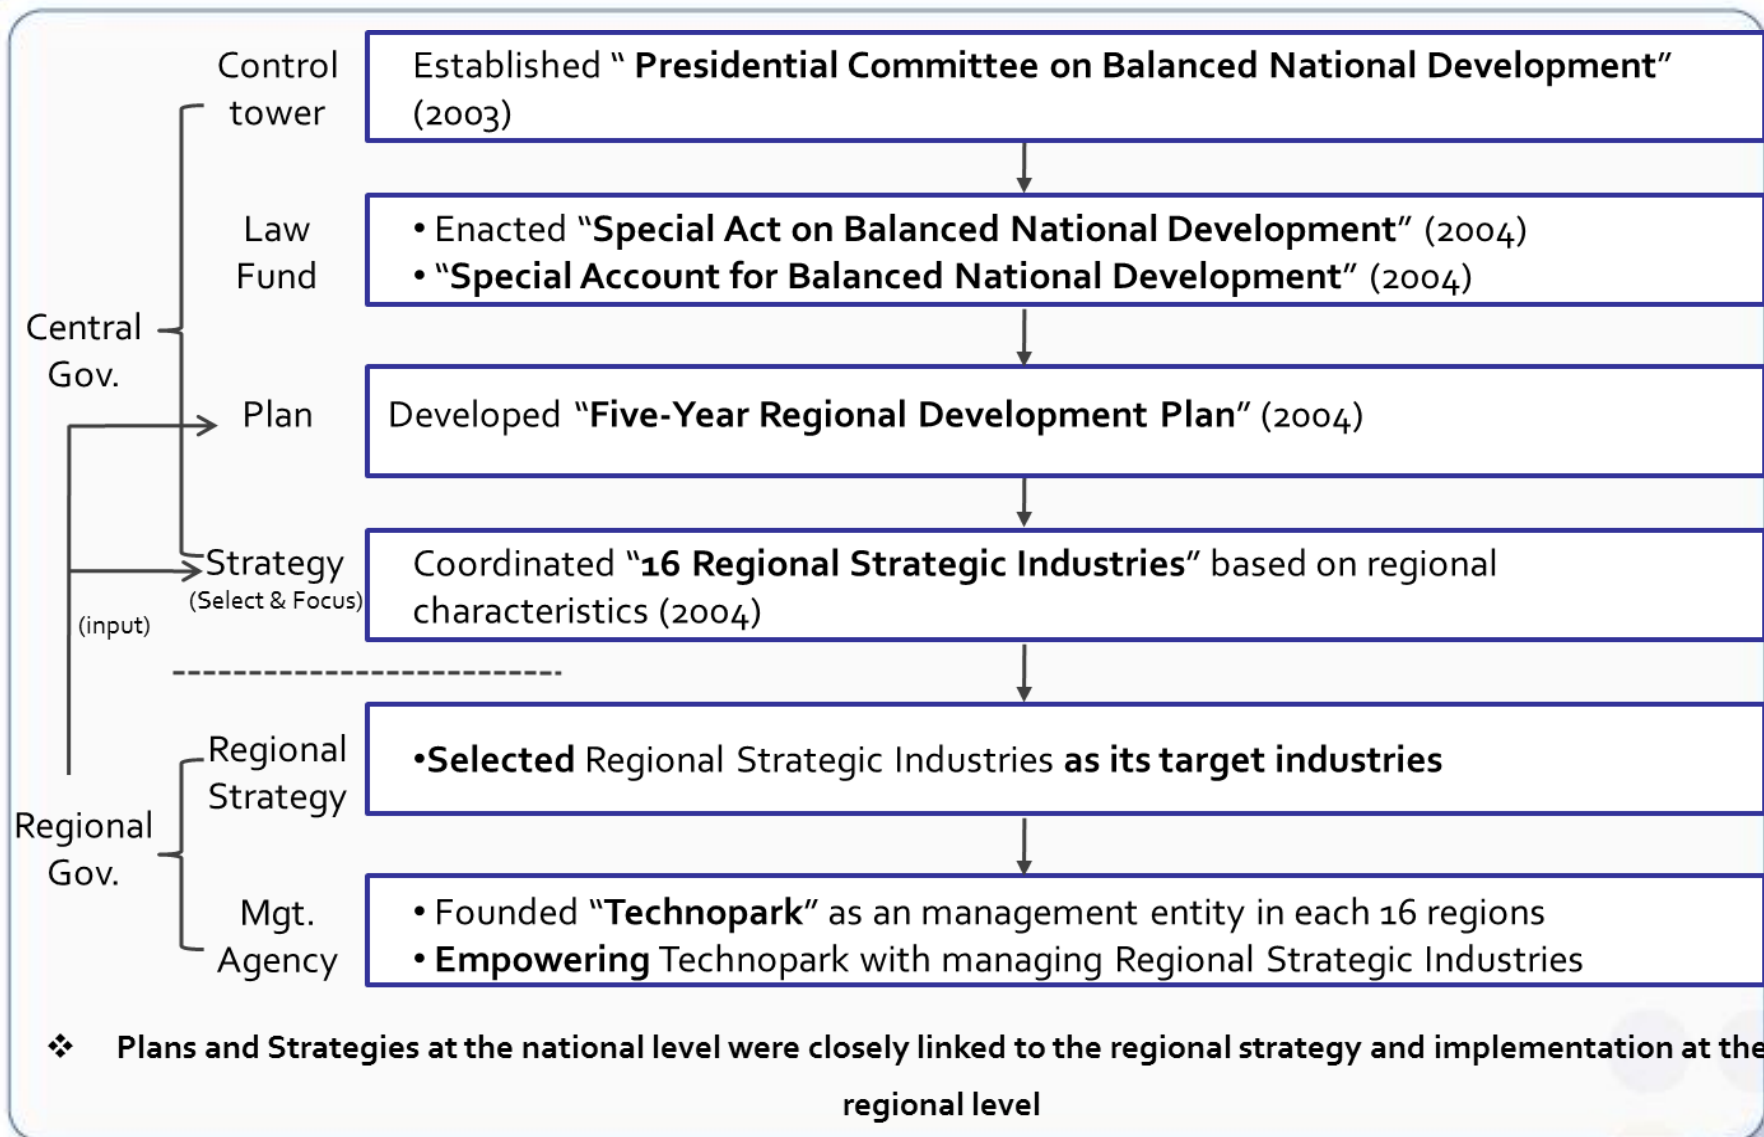 Control
tower
Established “ Presidential Committee on Balanced National Development”
(2003)
Law
Fund
• Enacted “Special Act on Balanced National Development” (2004)
• “Special Account for Balanced National Development” (2004)
Central
Gov.
Plan
Developed “Five-Year Regional Development Plan” (2004)
Strategy
(Select & Focus)
(input)
Coordinated “16 Regional Strategic Industries” based on regional
characteristics (2004)
Regional
Strategy
•Selected Regional Strategic Industries as its target industries
Regional
Gov.
Mgt.
Agency
• Founded “Technopark” as an management entity in each 16 regions
• Empowering Technopark with managing Regional Strategic Industries
❖ Plans and Strategies at the national level were closely linked to the regional strategy and implementation at the
regional level